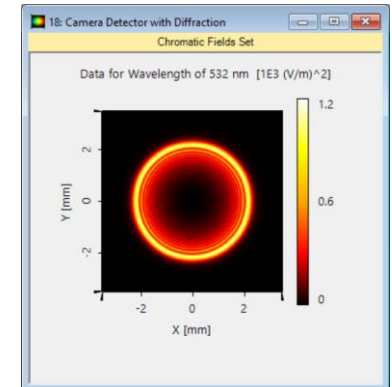 18: Camera Detector with Diffraction
Chromatic Fields Set
Data for Wavelength of 532 nm [1E3 (V/m)^2]
1.2
0.6
0
2
0
-2
Y [mm]
-2 0 2
X [mm]